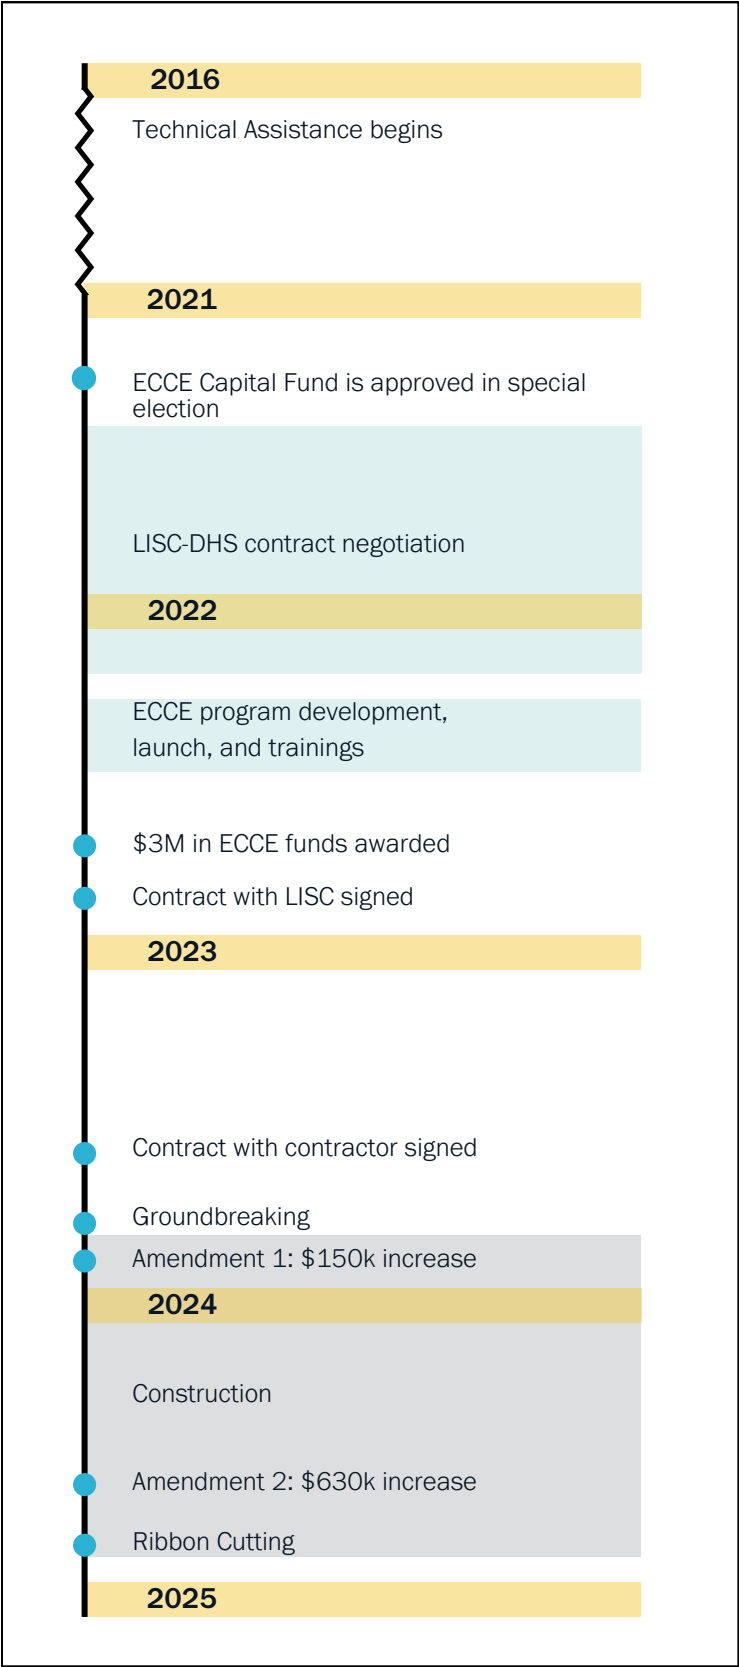 2016
Technical Assistance begins
2021
ECCE Capital Fund is approved in special
election
LISC-DHS contract negotiation
2022
ECCE program development,
launch, and trainings
$3M in ECCE funds awarded
Contract with LISC signed
2023
Contract with contractor signed
Groundbreaking
Amendment 1: $150k increase
2024
Construction
Amendment 2: $630k increase
Ribbon Cutting
2025